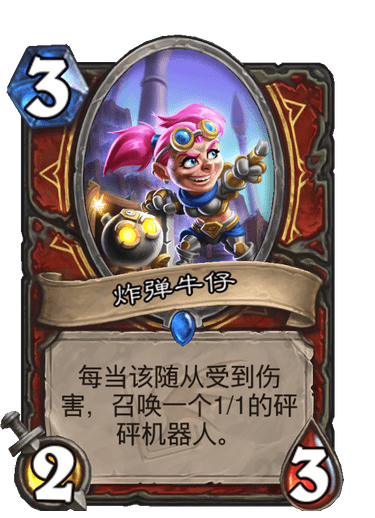 3
炸弹牛仔
每当该随从受到伤
害，召唤一个1/1的砰
砰机器人。
2
3